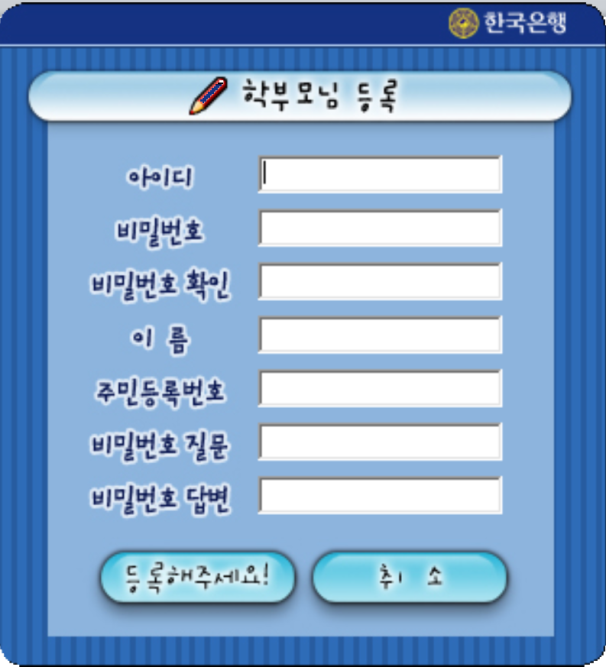 한국은행
학부모님 등록
아이디
비밀번호
비밀번호 확인
이 름
주민등록번호
비밀번호 질문
비밀번호 답변
등록해주세요! 취 소